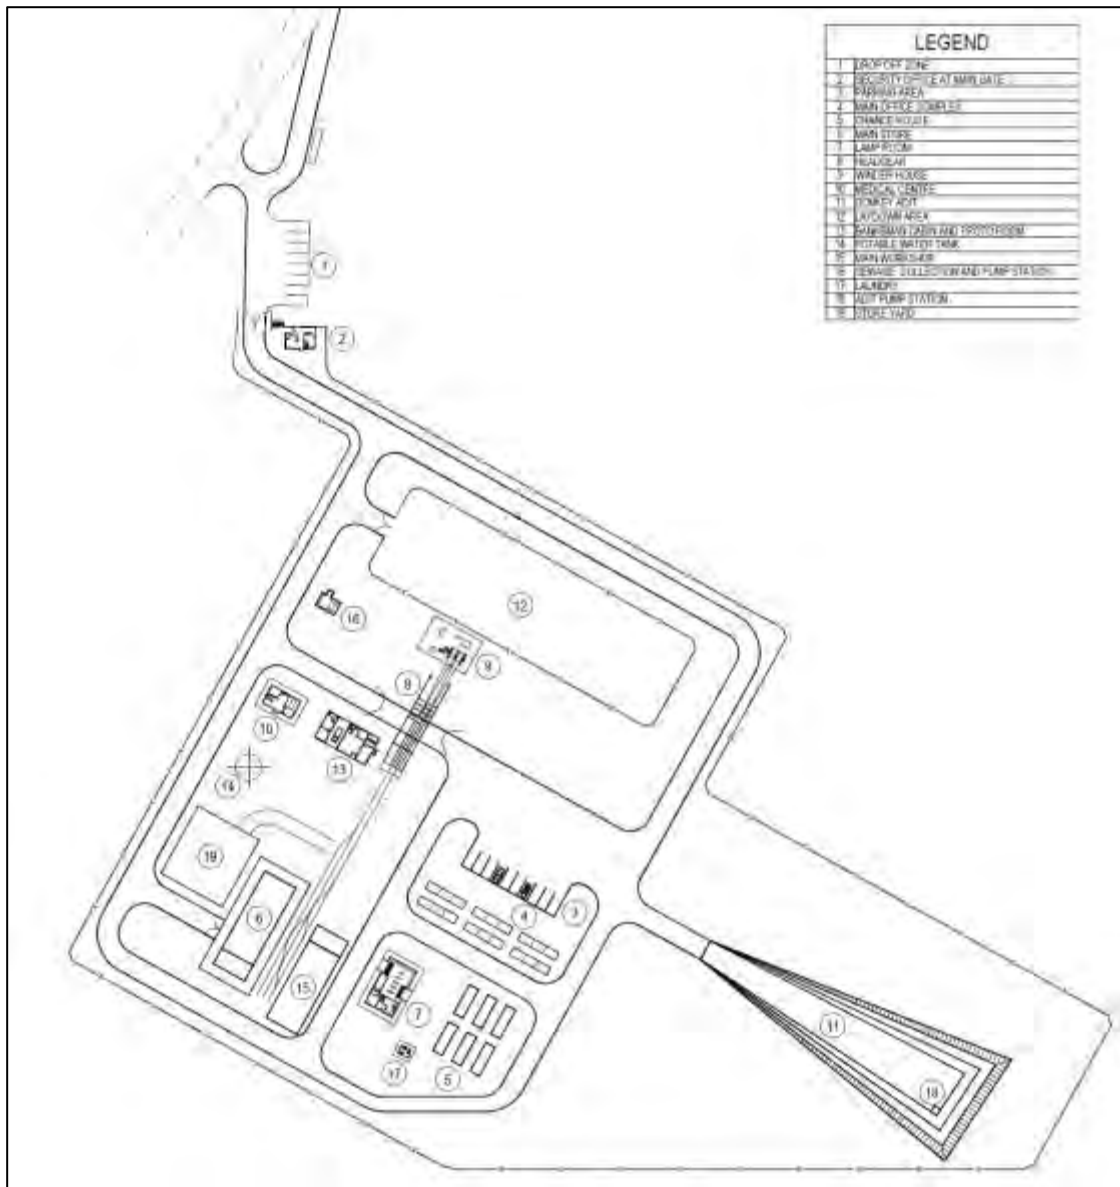 LEGEND
1 DROP OFF ZONE
2 SECURITY OFFICE AT MAIN GATE
3 PARKING AREA
4 MAIN OFFICE COMPLEX
5 CHANGE HOUSE
6 MAIN STORE
7 LAMP ROOM
8 HEADGEAR
9 WINDER HOUSE
10 MEDICAL CENTRE
11 DONKEY ADIT
12 LAYDOWN AREA
13 BANKSMAN CABIN AND PROTO ROOM
14 POTABLE WATER TANK
15 MAIN WORKSHOP
16 SEWAGE COLLECTION AND PUMP STATION
17 LAUNDRY
18 ADIT PUMP STATION
19 STORE YARD
1
2
12
16
9
8
10
13
14
19
6
4
3
15
7
17
5
11
18